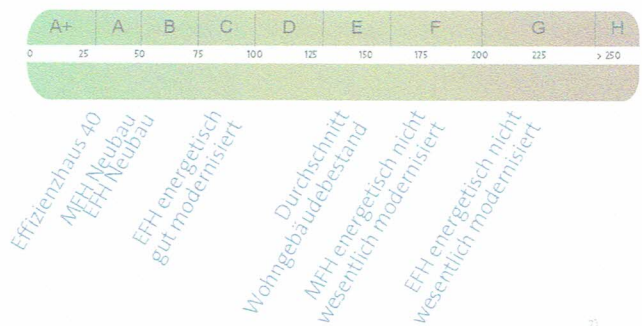 A+ A B C D E F G H
0 25 50 75 100 125 150 175 200 225 > 250
Effizienzhaus 40
MFH Neubau
EFH Neubau
EFH energetisch
gut modernisiert
Durchschnitt
Wohngebäudebestand
MFH energetisch nicht
wesentlich modernisiert
EFH energetisch nicht
wesentlich modernisiert